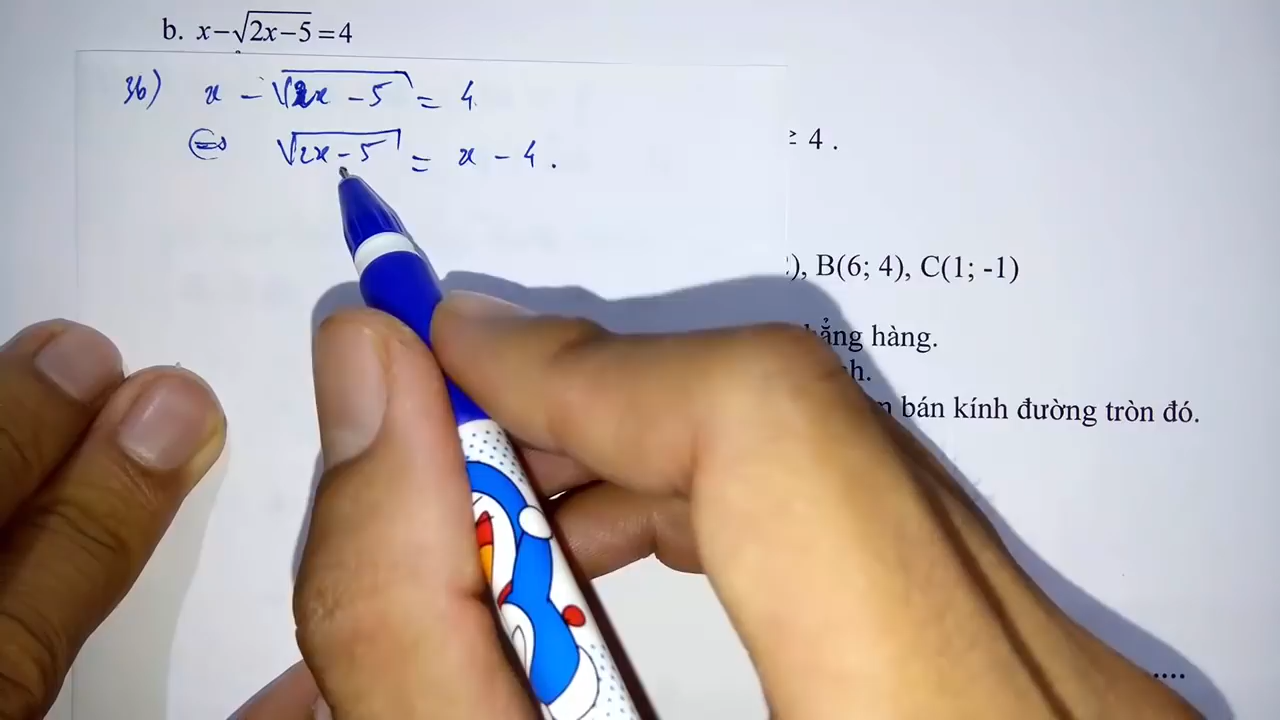 b. x−√2x−5 = 4
3b) x − √2x − 5 = 4
⇔ √2x − 5 = x − 4.
≥ 4 .
), B(6; 4), C(1; -1)
hẳng hàng.
h.
bán kính đường tròn đó.
....